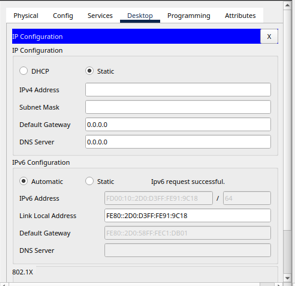 Physical Config Services Desktop Programming Attributes
IP Configuration X
IP Configuration
DHCP Static
IPv4 Address
Subnet Mask
Default Gateway 0.0.0.0
DNS Server 0.0.0.0
IPv6 Configuration
Automatic Static Ipv6 request successful.
IPv6 Address FD00:10::2D0:D3FF:FE91:9C18 / 64
Link Local Address FE80::2D0:D3FF:FE91:9C18
Default Gateway FE80::2D0:58FF:FEC1:DB01
DNS Server
802.1X